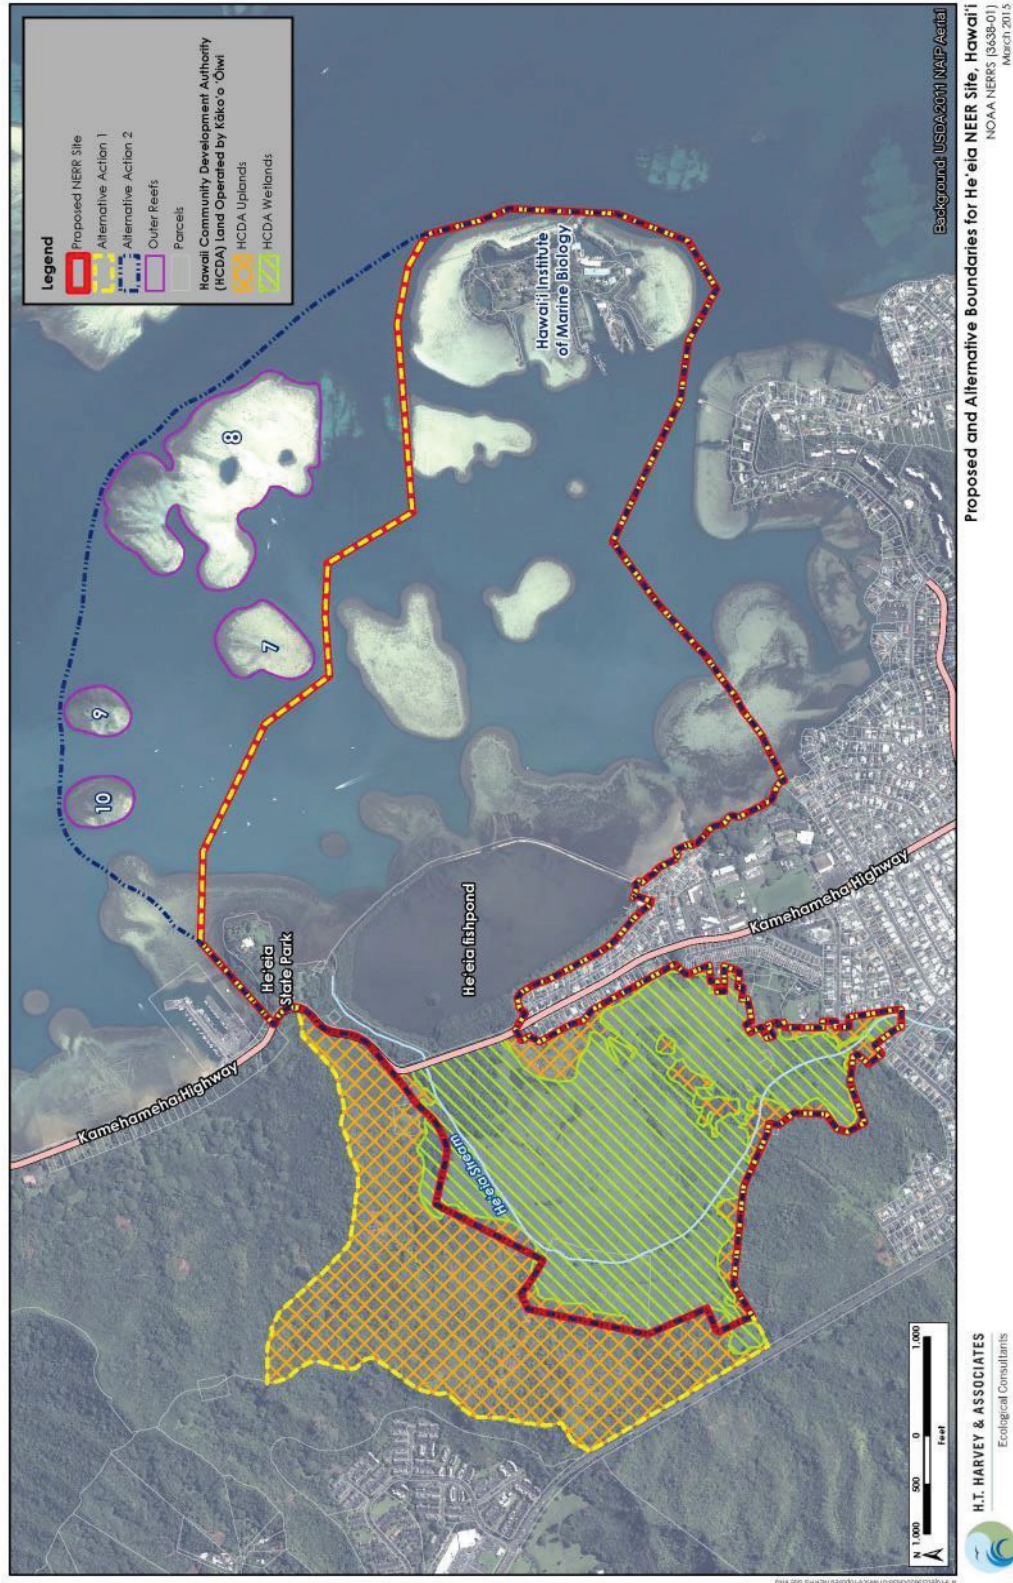 Legend
Proposed NERR Site
Alternative Action 1
Alternative Action 2
Outer Reefs
Parcels
Hawaii Community Development Authority
(HCDA) Land Operated by Kāko'o 'Ōiwi
HCDA Uplands
HCDA Wetlands
8
7
9
10
Hawai'i Institute
of Marine Biology
He'eia
State Park
He'eia fishpond
Kamehameha Highway
Kamehameha Highway
He'eia Stream
Background: USDA 2011 NAIP Aerial
N 1,000 500 0 1,000
Feet
H.T. HARVEY & ASSOCIATES
Ecological Consultants
Proposed and Alternative Boundaries for He'eia NEER Site, Hawai'i
NOAA NERRS (3638-01)
March 2015